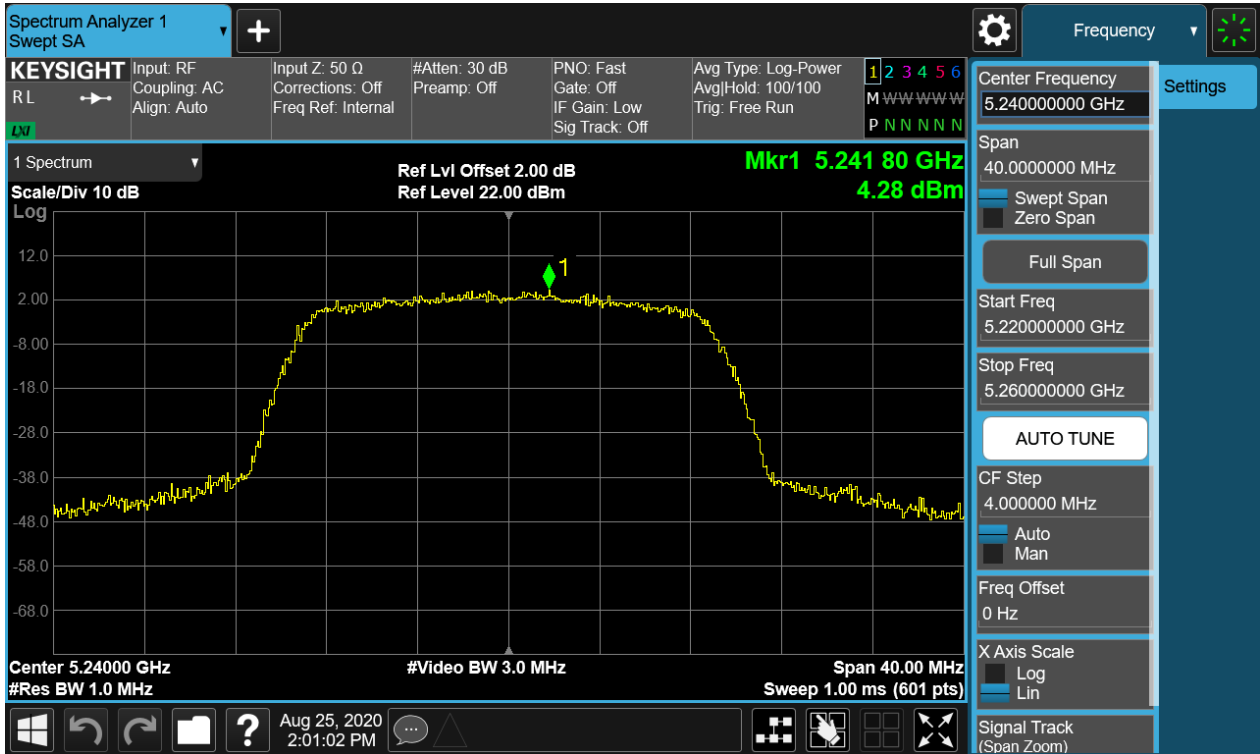 Spectrum Analyzer 1
Swept SA
+
Frequency
KEYSIGHT
R L
LXI
Input: RF
Coupling: AC
Align: Auto
Input Z: 50 Ω
Corrections: Off
Freq Ref: Internal
#Atten: 30 dB
Preamp: Off
PNO: Fast
Gate: Off
IF Gain: Low
Sig Track: Off
Avg Type: Log-Power
Avg|Hold: 100/100
Trig: Free Run
1 2 3 4 5 6
M W W W W W
P N N N N N
1 Spectrum
Scale/Div 10 dB
Ref Lvl Offset 2.00 dB
Ref Level 22.00 dBm
Mkr1 5.241 80 GHz
4.28 dBm
Log
12.0
2.00
-8.00
-18.0
-28.0
-38.0
-48.0
-58.0
-68.0
1
Center 5.24000 GHz
#Res BW 1.0 MHz
#Video BW 3.0 MHz
Span 40.00 MHz
Sweep 1.00 ms (601 pts)
Center Frequency
5.240000000 GHz
Span
40.0000000 MHz
Swept Span
Zero Span
Full Span
Start Freq
5.220000000 GHz
Stop Freq
5.260000000 GHz
AUTO TUNE
CF Step
4.000000 MHz
Auto
Man
Freq Offset
0 Hz
X Axis Scale
Log
Lin
Signal Track
(Span Zoom)
Settings
?
Aug 25, 2020
2:01:02 PM